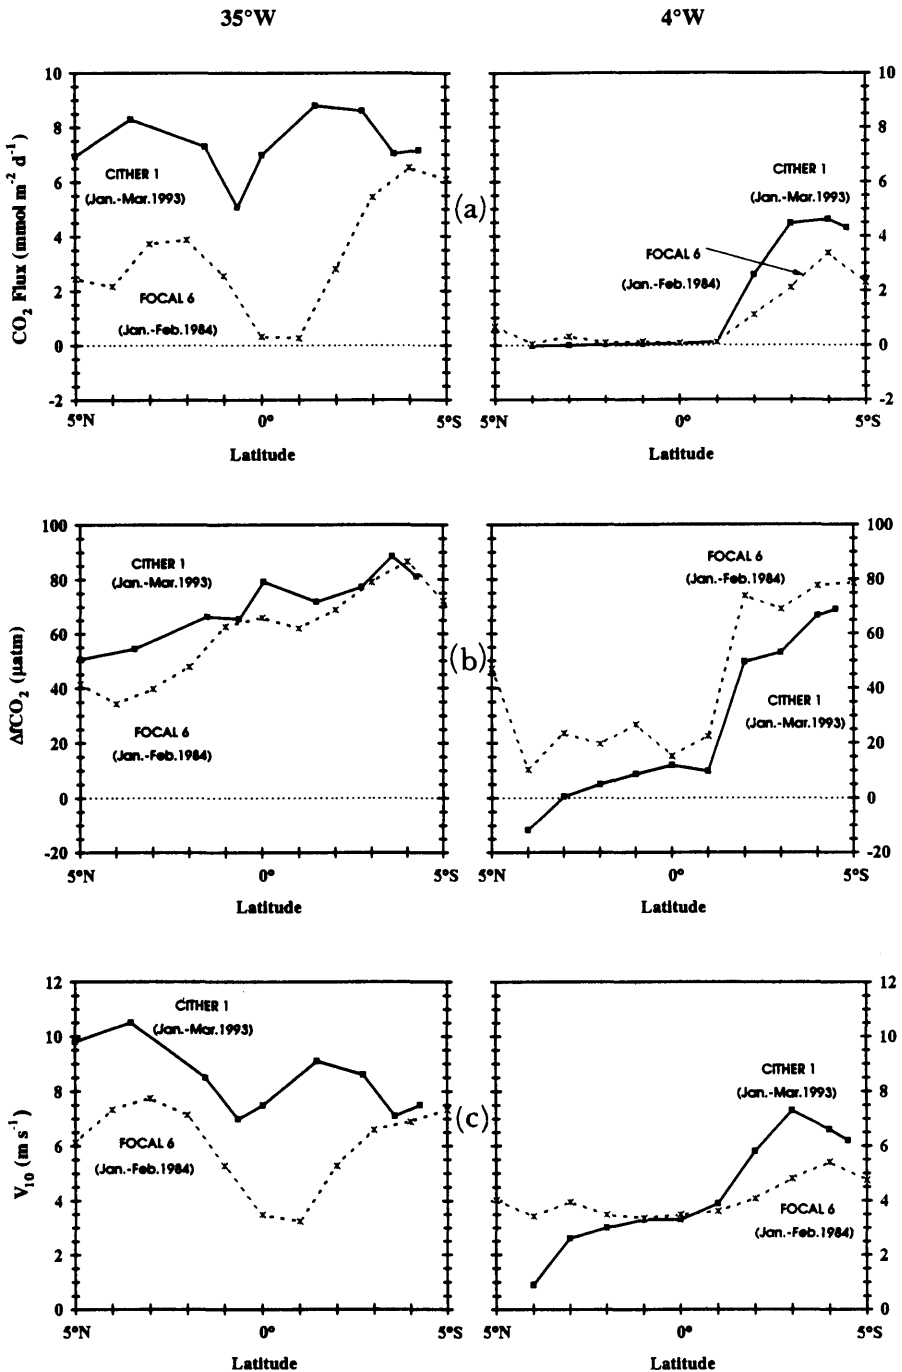 35°W 4°W
10 10
8 8
6 6
4 4
2 2
0 0
-2 -2
CO2 Flux (mmol m-2 d-1)
CITHER 1
(Jan.-Mar.1993)
FOCAL 6
(Jan.-Feb.1984)
(a)
CITHER 1
(Jan.-Mar.1993)
FOCAL 6
(Jan.-Feb.1984)
5°N 0° 5°S 5°N 0° 5°S
Latitude Latitude
100 100
80 80
60 60
40 40
20 20
0 0
-20 -20
ΔfCO2 (µatm)
CITHER 1
(Jan.-Mar.1993)
FOCAL 6
(Jan.-Feb.1984)
(b)
FOCAL 6
(Jan.-Feb.1984)
CITHER 1
(Jan.-Mar.1993)
5°N 0° 5°S 5°N 0° 5°S
Latitude Latitude
12 12
10 10
8 8
6 6
4 4
2 2
0 0
V10 (m s-1)
CITHER 1
(Jan.-Mar.1993)
FOCAL 6
(Jan.-Feb.1984)
(c)
CITHER 1
(Jan.-Mar.1993)
FOCAL 6
(Jan.-Feb.1984)
5°N 0° 5°S 5°N 0° 5°S
Latitude Latitude